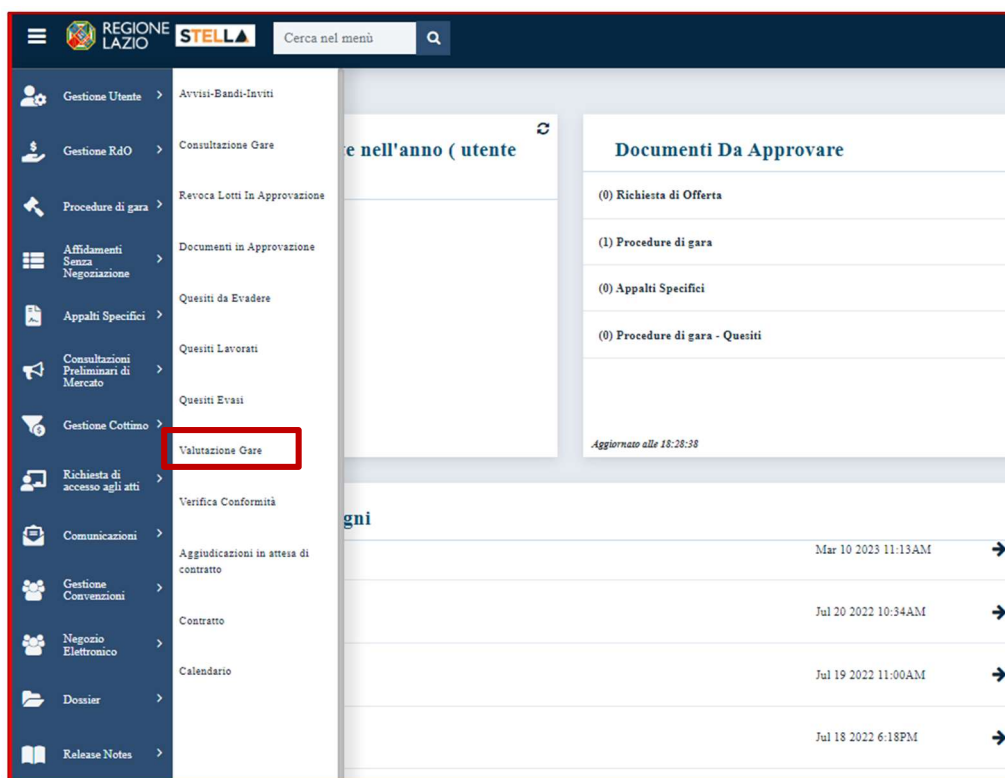 REGIONE
LAZIO
STELLA
Cerca nel menù
Gestione Utente
Gestione RdO
Procedure di gara
Affidamenti
Senza
Negoziazione
Appalti Specifici
Consultazioni
Preliminari di
Mercato
Gestione Cottimo
Richiesta di
accesso agli atti
Comunicazioni
Gestione
Convenzioni
Negozio
Elettronico
Dossier
Release Notes
Avvisi-Bandi-Inviti
Consultazione Gare
Revoca Lotti In Approvazione
Documenti in Approvazione
Quesiti da Evadere
Quesiti Lavorati
Quesiti Evasi
Valutazione Gare
Verifica Conformità
Aggiudicazioni in attesa di
contratto
Contratto
Calendario
e nell'anno ( utente
Documenti Da Approvare
(0) Richiesta di Offerta
(1) Procedure di gara
(0) Appalti Specifici
(0) Procedure di gara - Quesiti
Aggiornato alle 18:28:38
gni
Mar 10 2023 11:13AM
Jul 20 2022 10:34AM
Jul 19 2022 11:00AM
Jul 18 2022 6:18PM